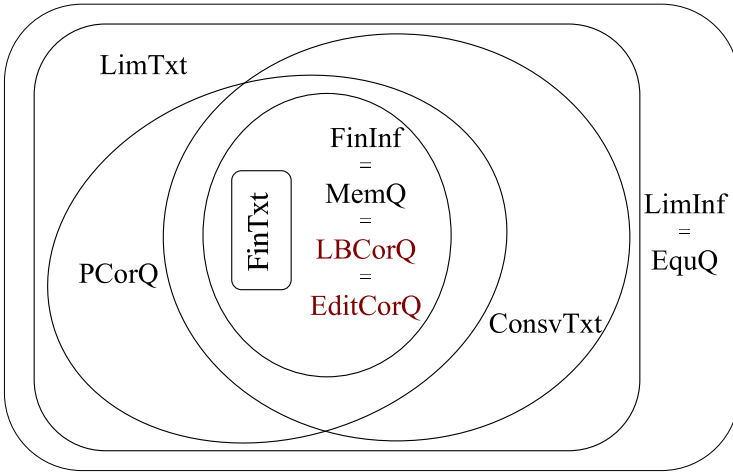 LimTxt
FinInf
=
MemQ
=
LBCorQ
=
EditCorQ
FinTxt
PCorQ
ConsvTxt
LimInf
=
EquQ